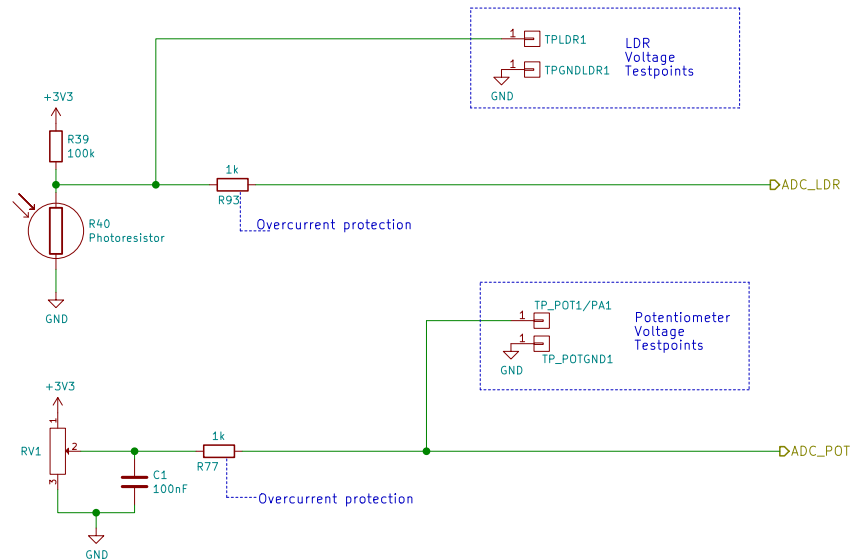 1
TPLDR1
LDR
Voltage
Testpoints
1
TPGNDLDR1
GND
+3V3
R39
100k
1k
R93
ADC_LDR
Overcurrent protection
R40
Photoresistor
GND
TP_POT1/PA1
1
Potentiometer
Voltage
Testpoints
1
TP_POTGND1
GND
+3V3
1
RV1
2
3
1k
R77
ADC_POT
C1
100nF
Overcurrent protection
GND